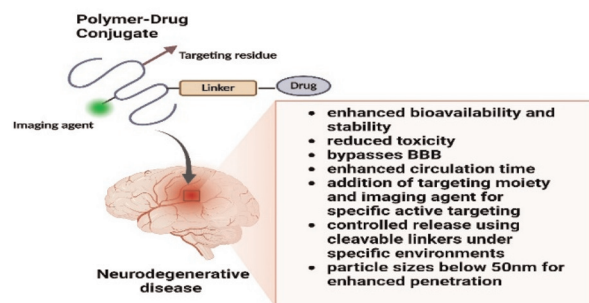 Polymer-Drug
Conjugate
Targeting residue
Linker
Drug
Imaging agent
• enhanced bioavailability and
stability
• reduced toxicity
• bypasses BBB
• enhanced circulation time
• addition of targeting moiety
and imaging agent for
specific active targeting
• controlled release using
cleavable linkers under
specific environments
• particle sizes below 50nm for
enhanced penetration
Neurodegenerative
disease